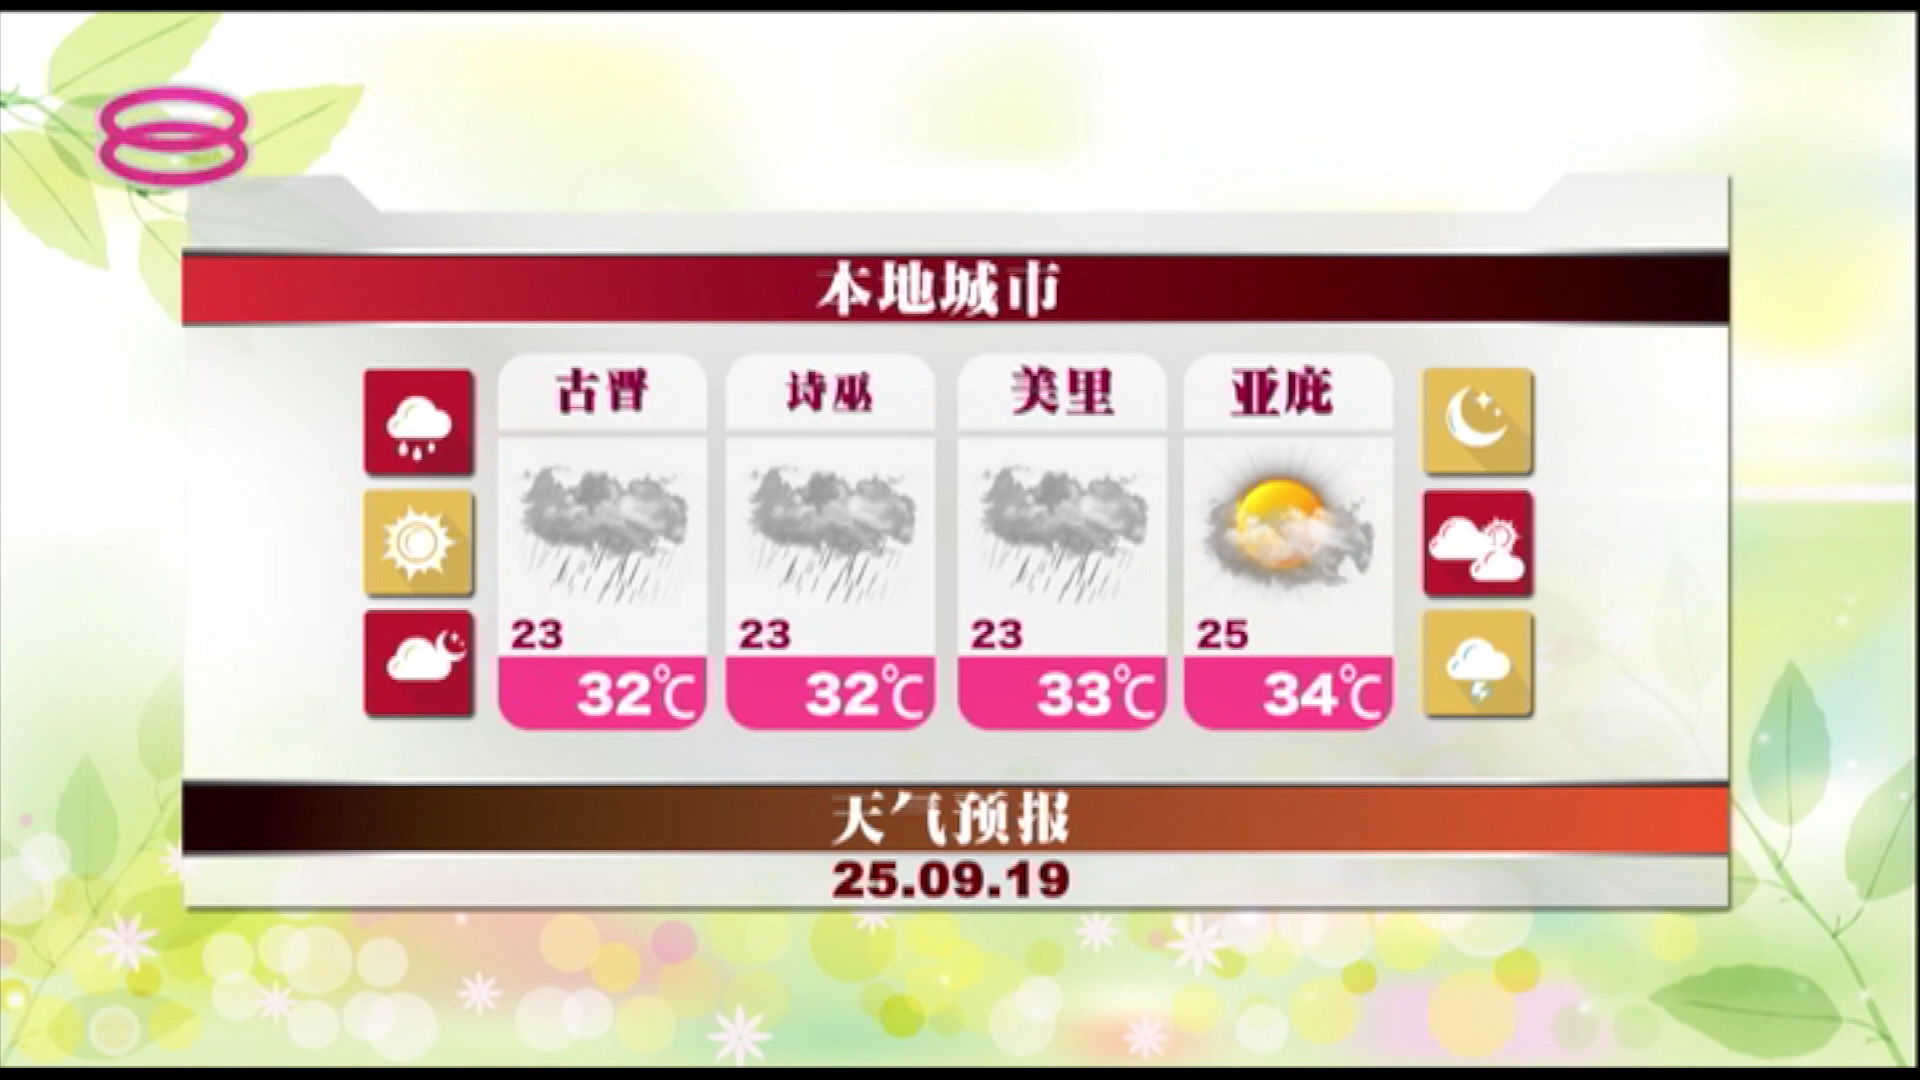 本地城市
古晋 诗巫 美里 亚庇
23 23 23 25
32℃ 32℃ 33℃ 34℃
天气预报
25.09.19